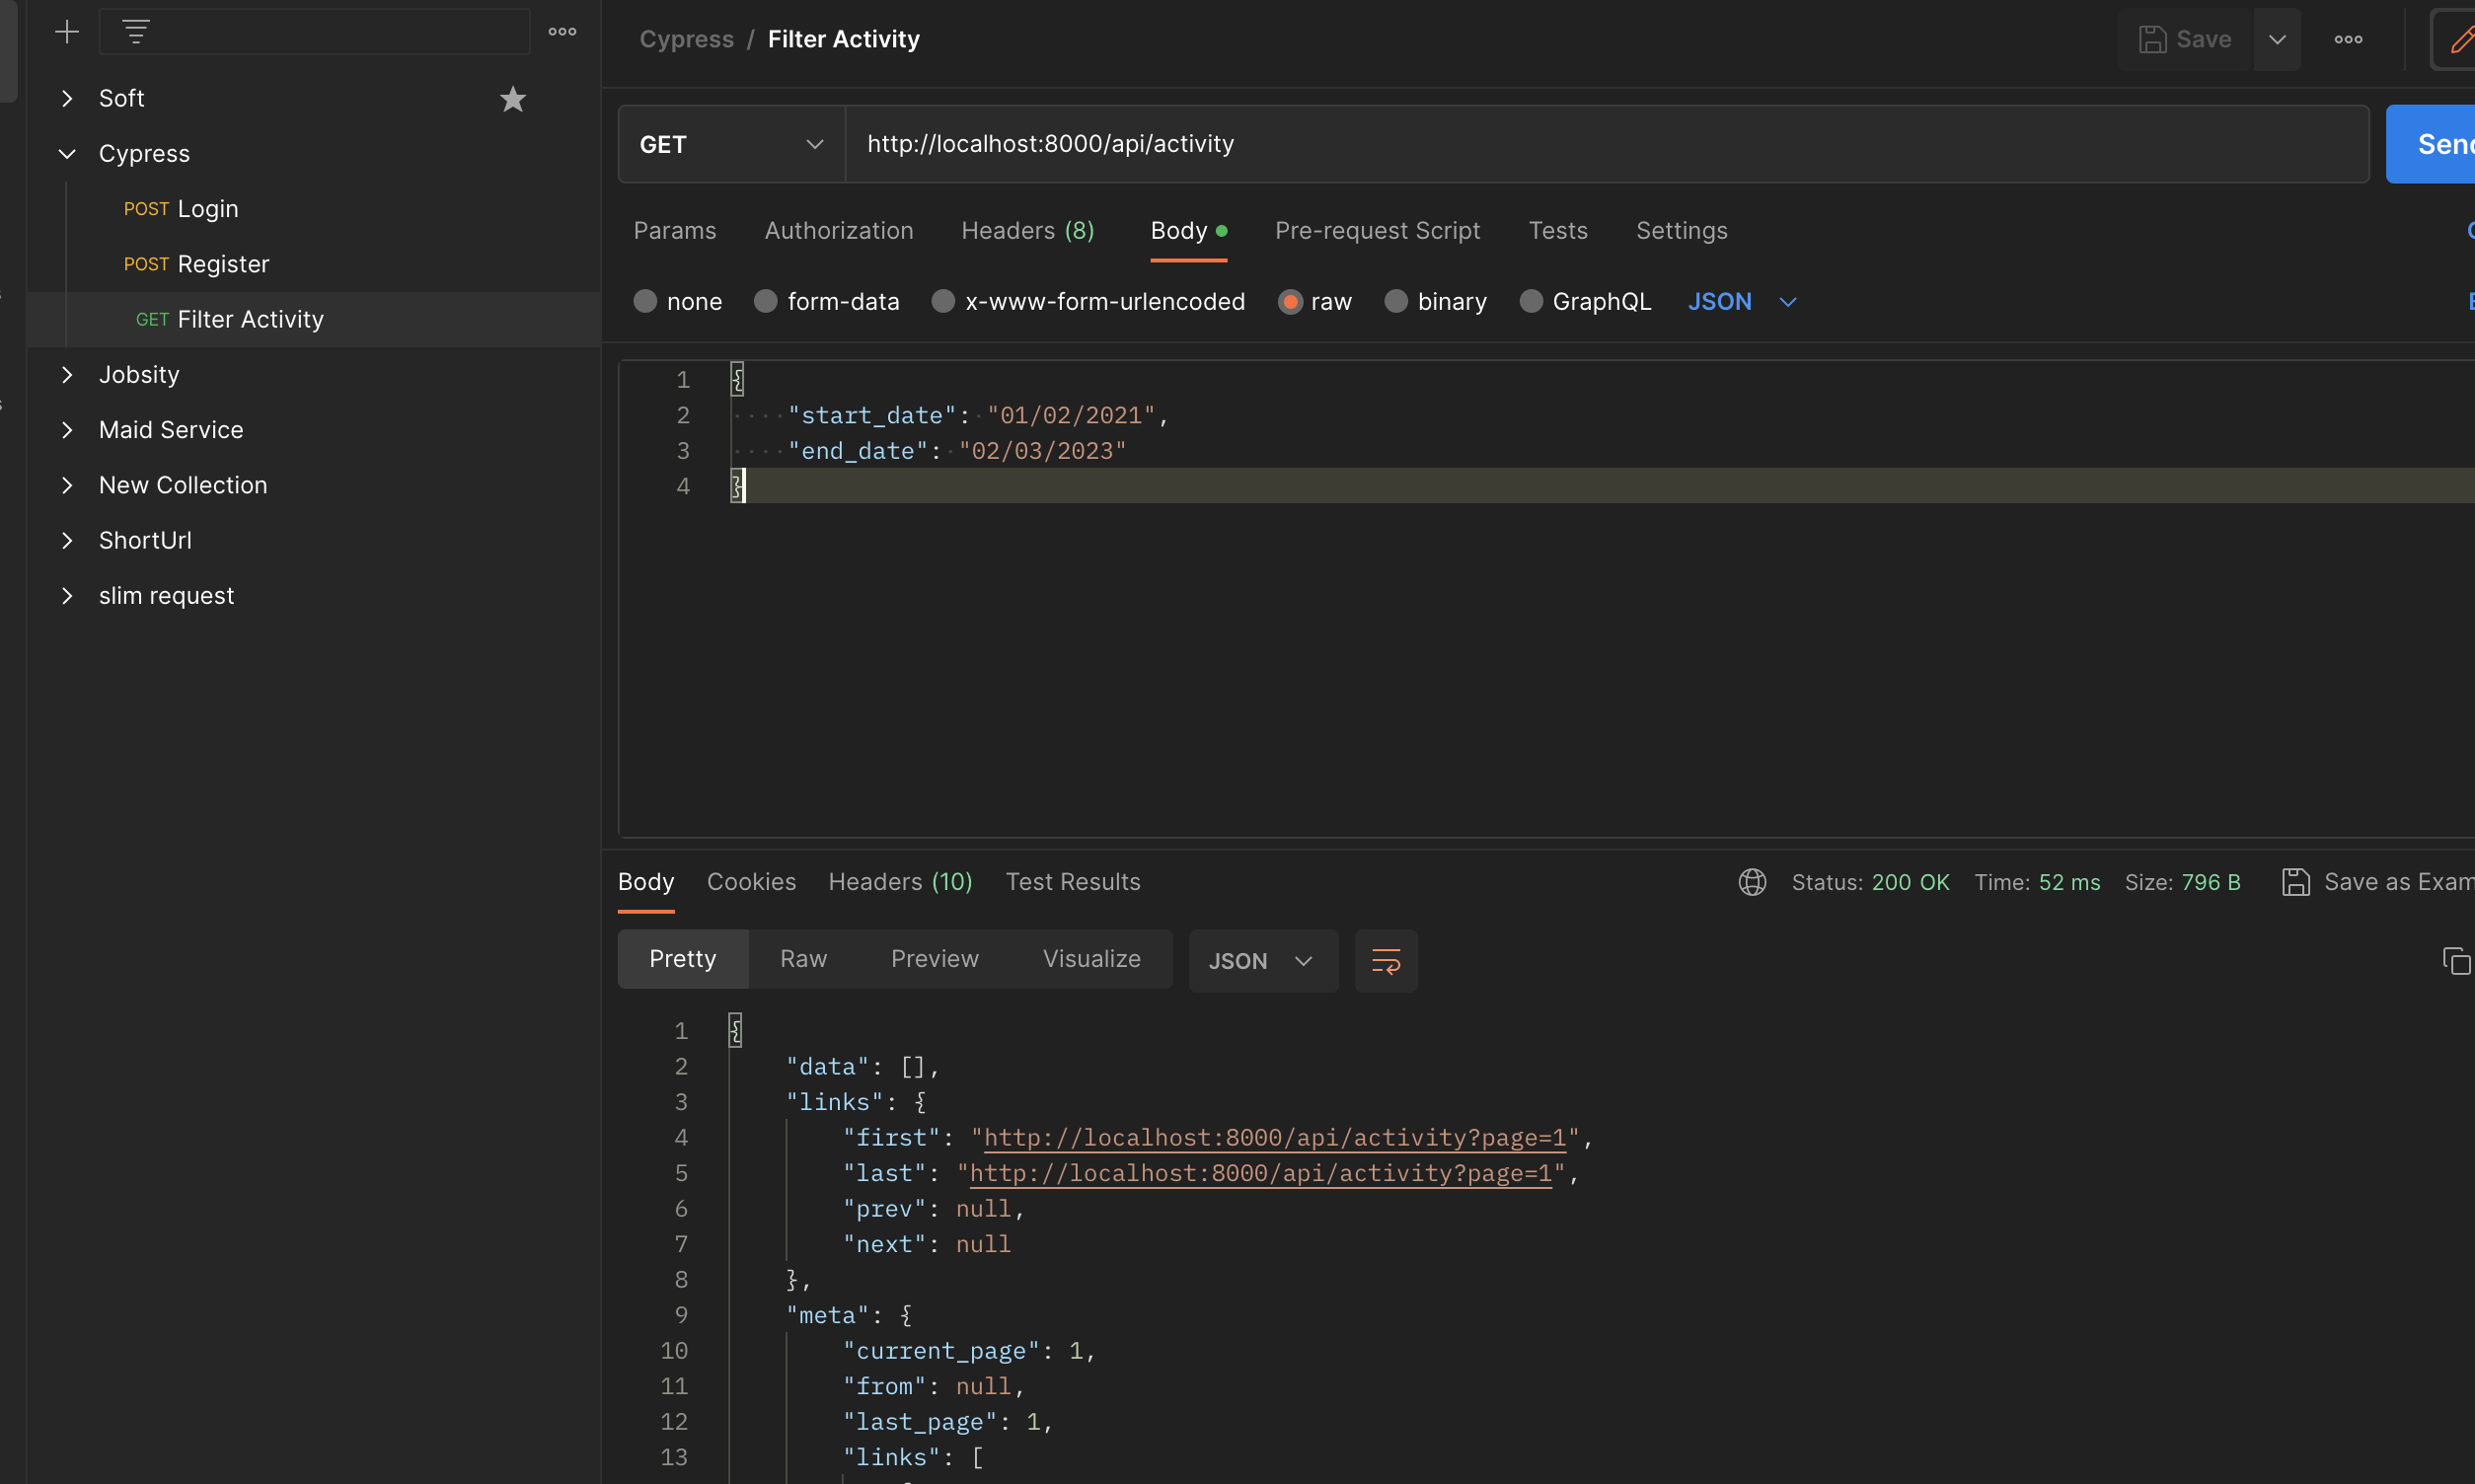 Soft
Cypress
POST Login
POST Register
GET Filter Activity
Jobsity
Maid Service
New Collection
ShortUrl
slim request
Cypress / Filter Activity
Save
GET
http://localhost:8000/api/activity
Send
Params Authorization Headers (8) Body Pre-request Script Tests Settings
none form-data x-www-form-urlencoded raw binary GraphQL JSON
1 {
2 "start_date": "01/02/2021",
3 "end_date": "02/03/2023"
4 }
Body Cookies Headers (10) Test Results Status: 200 OK Time: 52 ms Size: 796 B Save as Exam
Pretty Raw Preview Visualize JSON
1 {
2 "data": [],
3 "links": {
4 "first": "http://localhost:8000/api/activity?page=1",
5 "last": "http://localhost:8000/api/activity?page=1",
6 "prev": null,
7 "next": null
8 },
9 "meta": {
10 "current_page": 1,
11 "from": null,
12 "last_page": 1,
13 "links": [